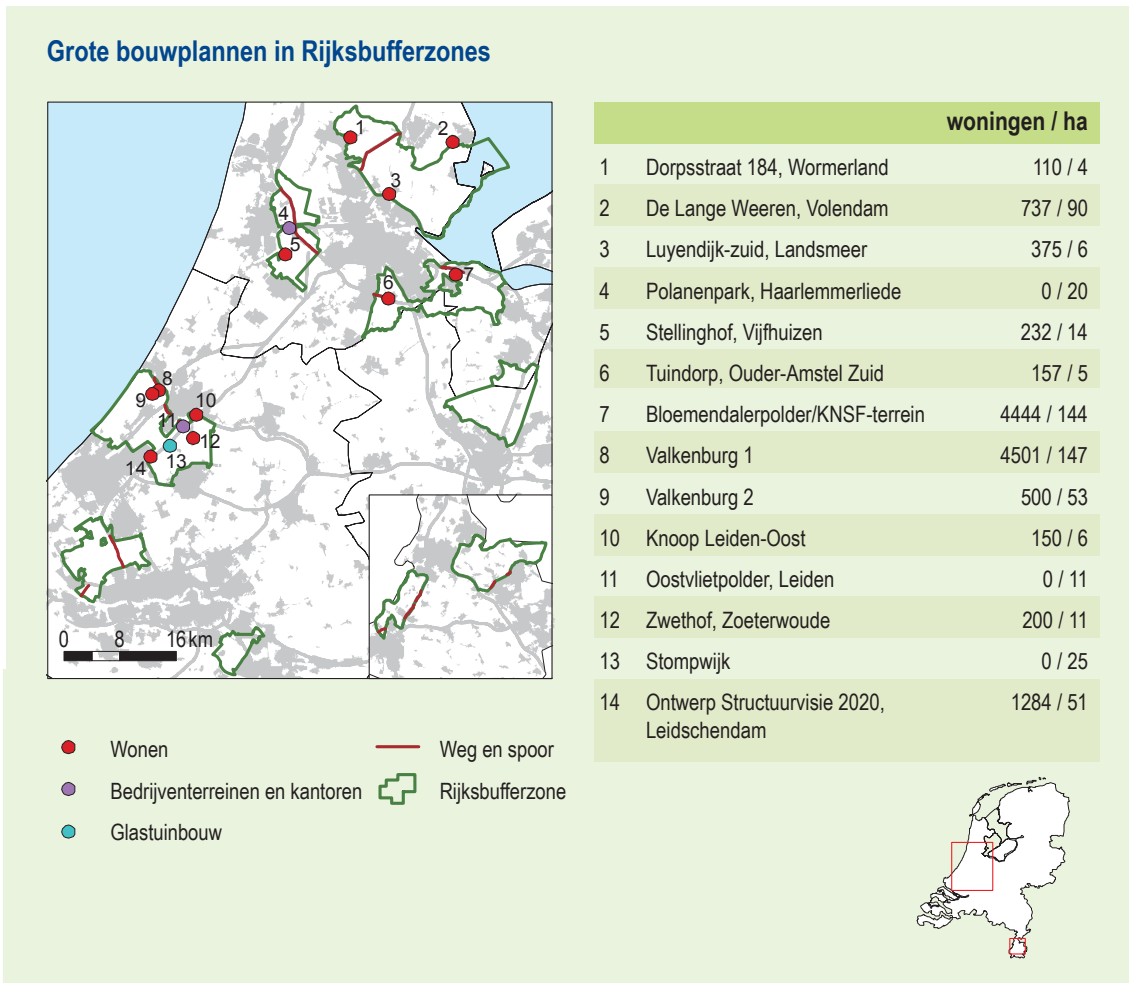 Grote bouwplannen in Rijksbufferzones
1
2
3
4
5
6
7
8
9
10
11
12
13
14
0 8 16 km
Wonen
Bedrijventerreinen en kantoren
Glastuinbouw
Weg en spoor
Rijksbufferzone
woningen / ha
1 Dorpsstraat 184, Wormerland 110 / 4
2 De Lange Weeren, Volendam 737 / 90
3 Luyendijk-zuid, Landsmeer 375 / 6
4 Polanenpark, Haarlemmerliede 0 / 20
5 Stellinghof, Vijfhuizen 232 / 14
6 Tuindorp, Ouder-Amstel Zuid 157 / 5
7 Bloemendalerpolder/KNSF-terrein 4444 / 144
8 Valkenburg 1 4501 / 147
9 Valkenburg 2 500 / 53
10 Knoop Leiden-Oost 150 / 6
11 Oostvlietpolder, Leiden 0 / 11
12 Zwethof, Zoeterwoude 200 / 11
13 Stompwijk 0 / 25
14 Ontwerp Structuurvisie 2020, 1284 / 51
Leidschendam